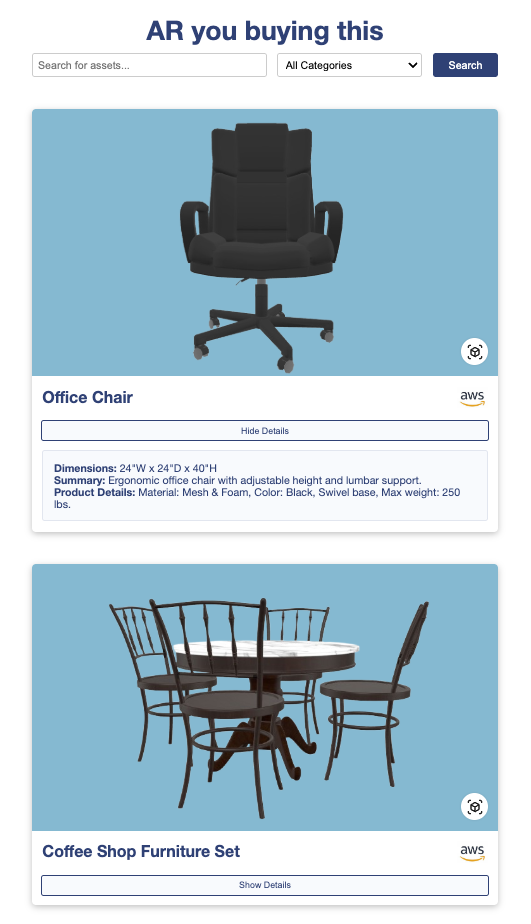 AR you buying this
Search for assets...
All Categories
Search
Office Chair
aws
Hide Details
Dimensions: 24"W x 24"D x 40"H
Summary: Ergonomic office chair with adjustable height and lumbar support.
Product Details: Material: Mesh & Foam, Color: Black, Swivel base, Max weight: 250
lbs.
Coffee Shop Furniture Set
aws
Show Details